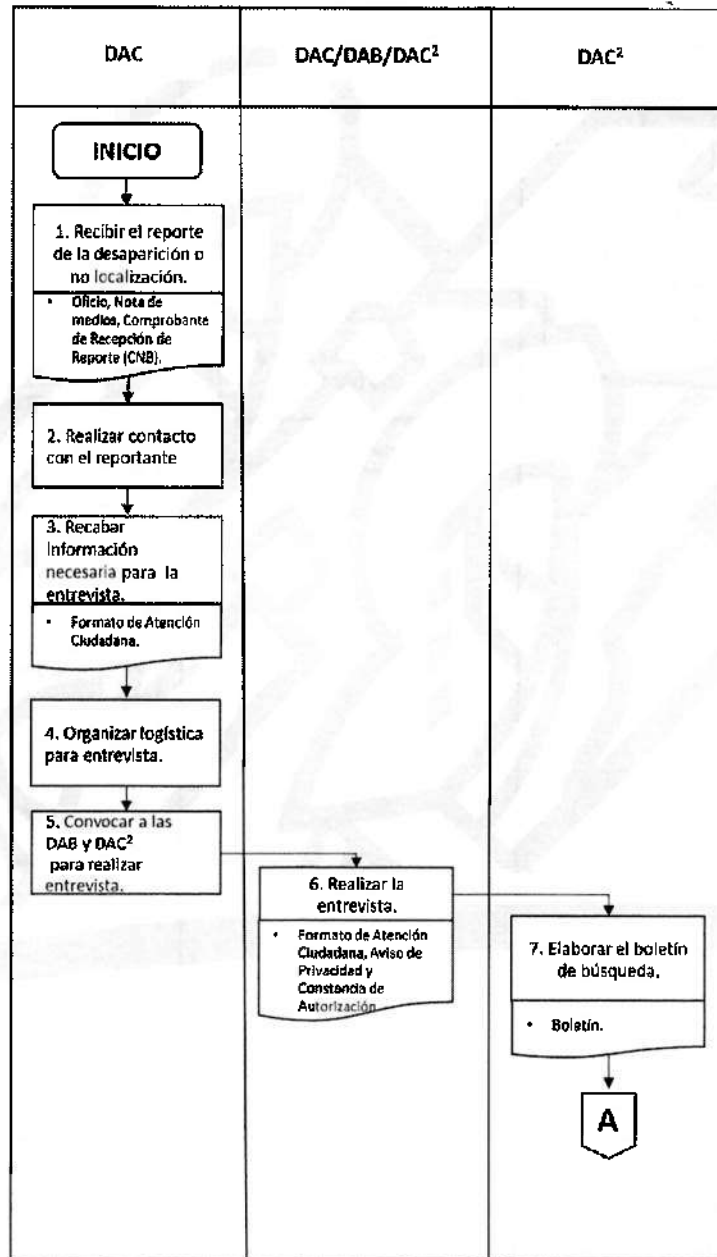 DAC
DAC/DAB/DAC²
DAC²
INICIO
1. Recibir el reporte
de la desaparición o
no localización.
• Oficio, Nota de
medios, Comprobante
de Recepción de
Reporte (CNB).
2. Realizar contacto
con el reportante
3. Recabar
Información
necesaria para la
entrevista.
• Formato de Atención
Ciudadana.
4. Organizar logística
para entrevista.
5. Convocar a las
DAB y DAC²
para realizar
entrevista.
6. Realizar la
entrevista.
• Formato de Atención
Ciudadana, Aviso de
Privacidad y
Constancia de
Autorización
7. Elaborar el boletín
de búsqueda.
• Boletín.
A